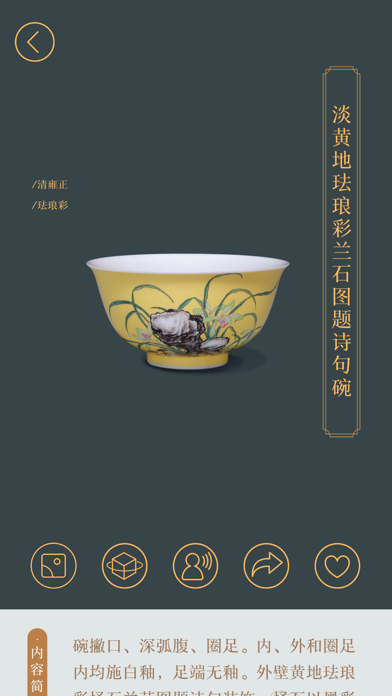 淡黄地珐琅彩兰石图题诗句碗
/清雍正
/珐琅彩
·内容简
碗撇口、深弧腹、圈足。内、外和圈足
内均施白釉，足端无釉。外壁黄地珐琅